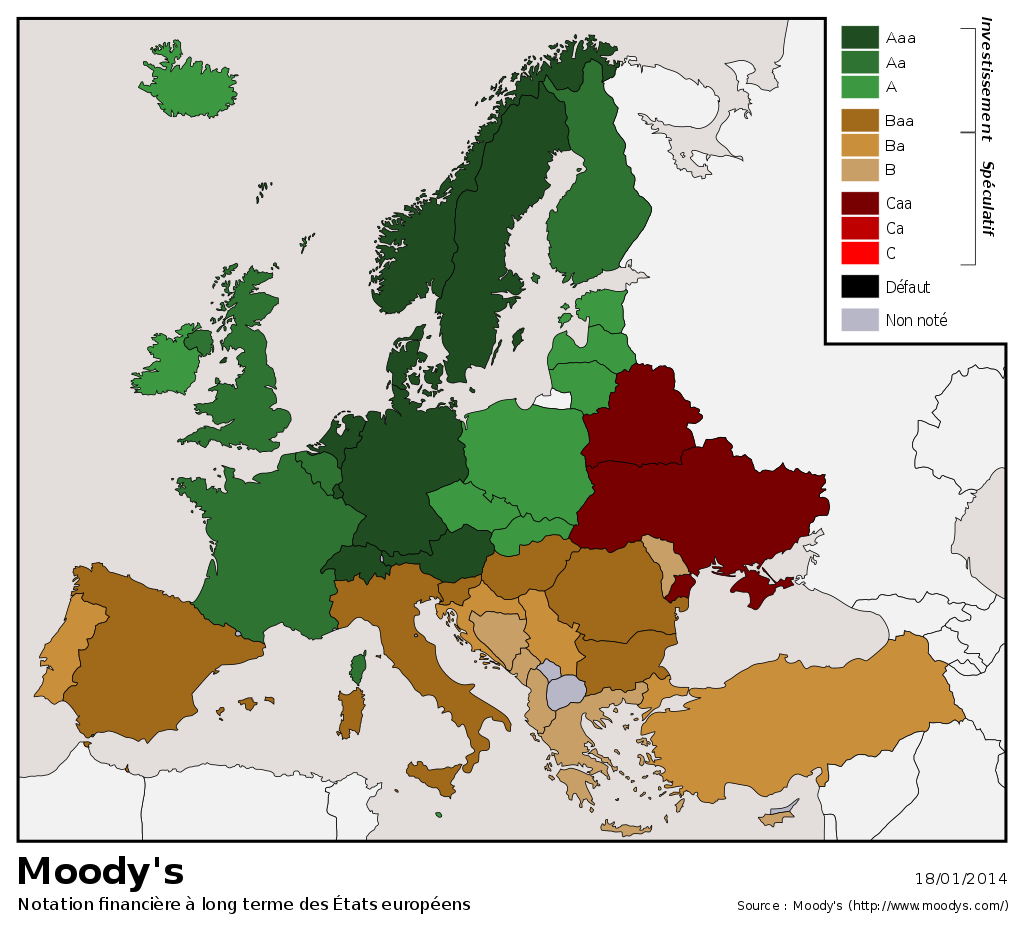 Aaa
Aa
A
Baa
Ba
B
Caa
Ca
C
Défaut
Non noté
Investissement
Spéculatif
Moody's
18/01/2014
Notation financière à long terme des États européens
Source : Moody's (http://www.moodys.com/)